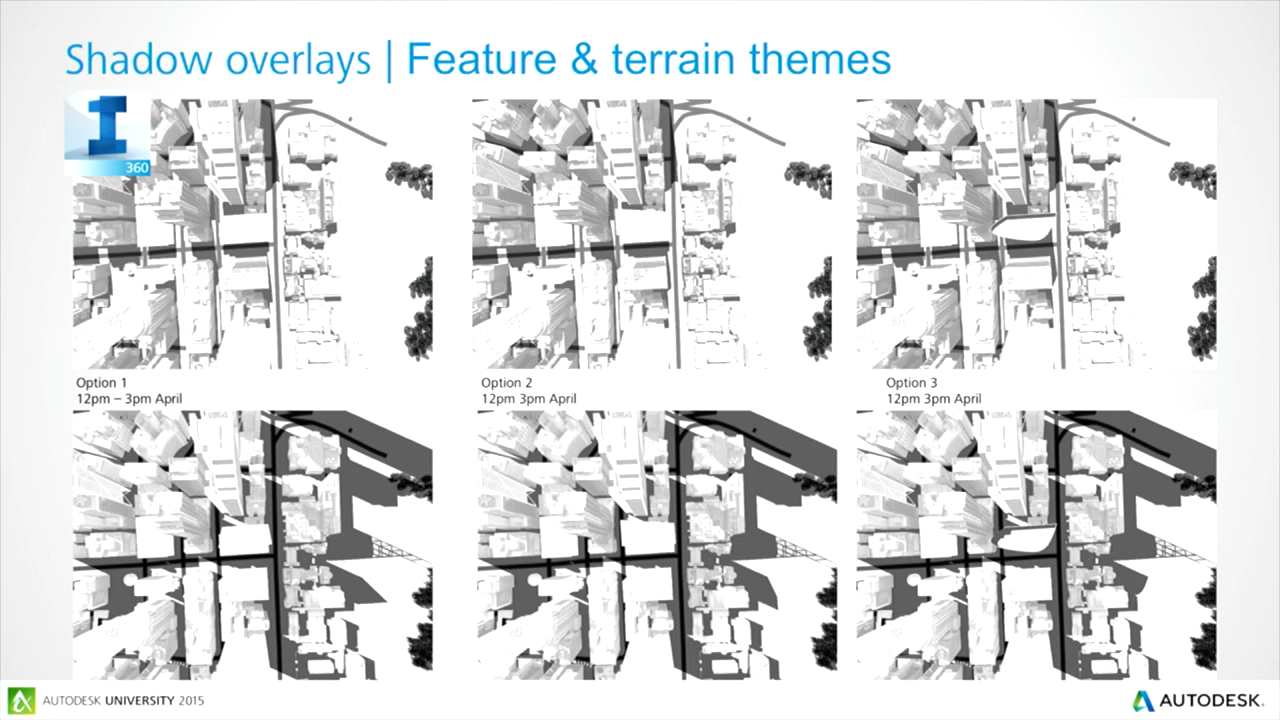 Shadow overlays | Feature & terrain themes
360
Option 1
12pm – 3pm April
Option 2
12pm 3pm April
Option 3
12pm 3pm April
AUTODESK UNIVERSITY 2015
AUTODESK.